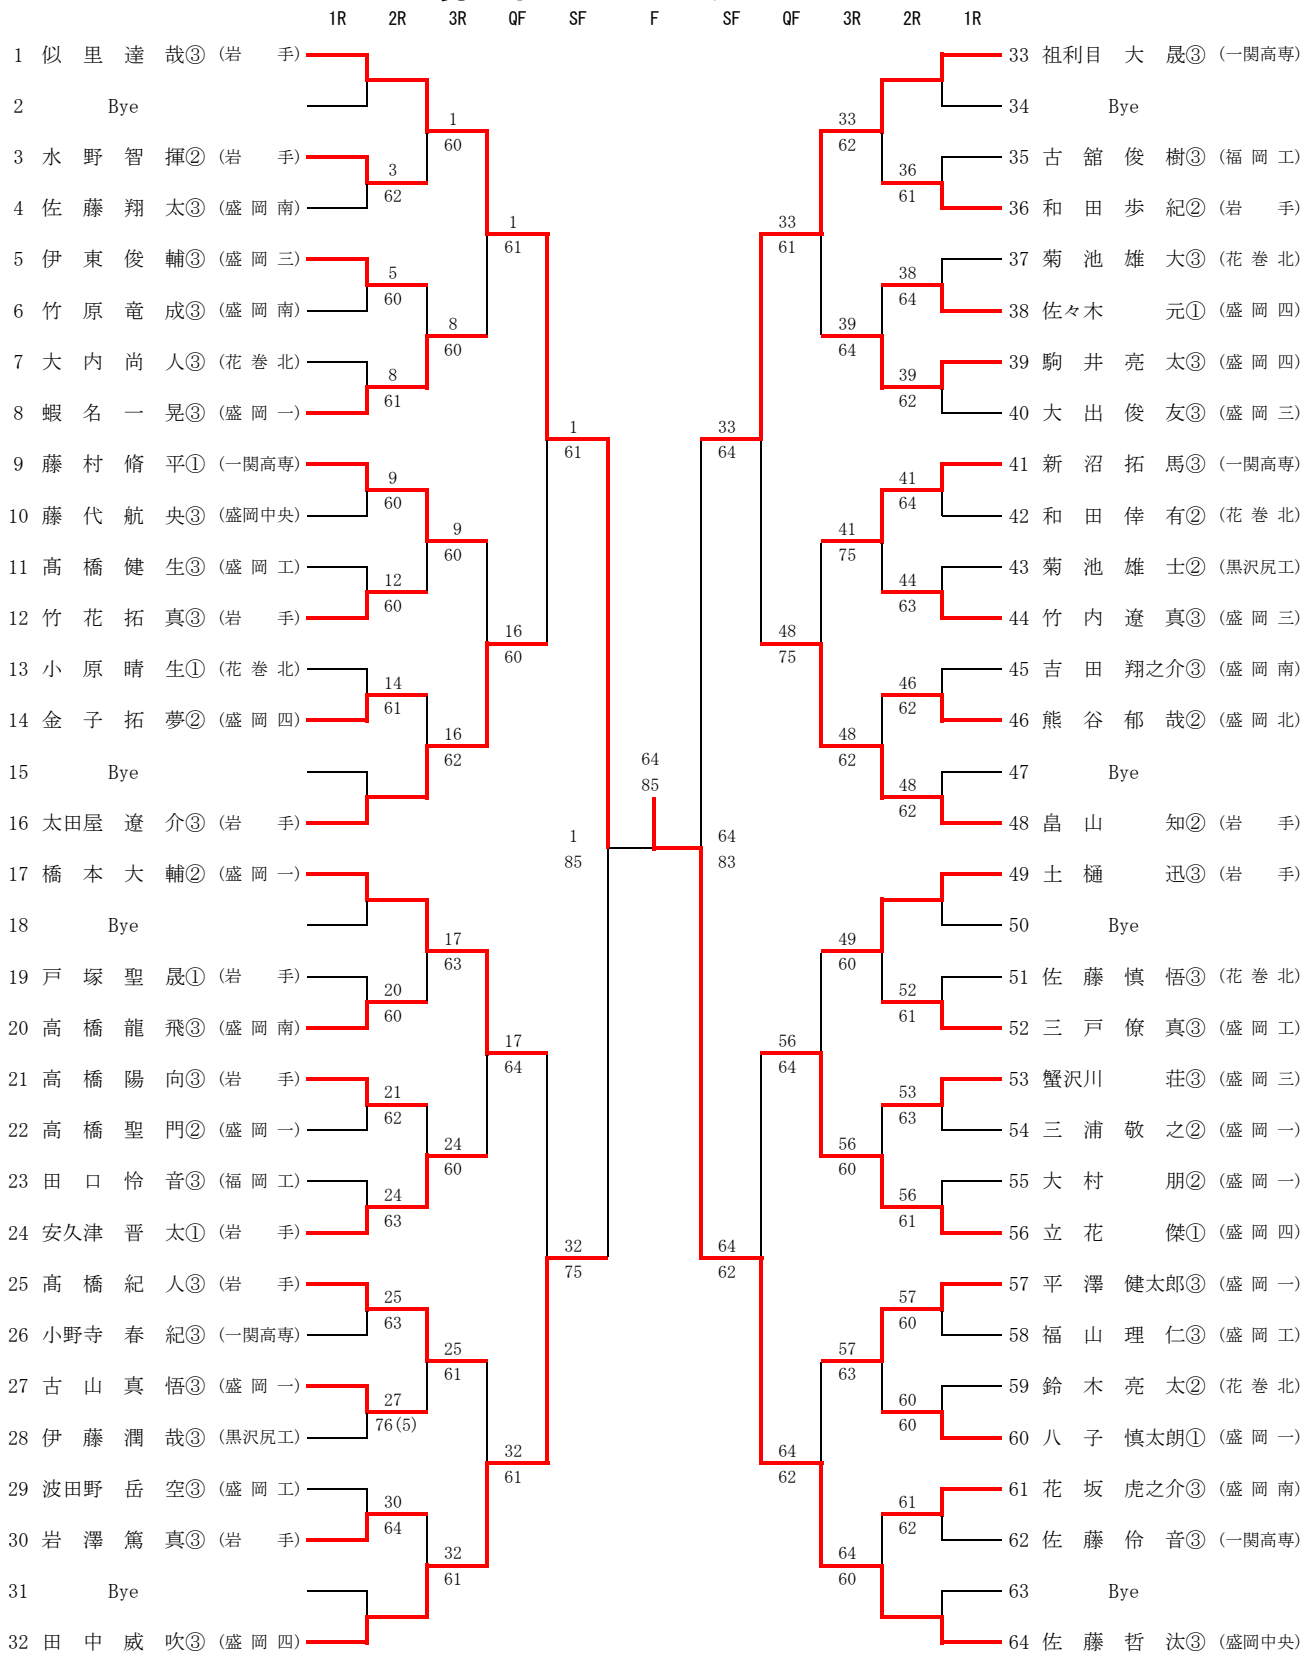 1R 2R 3R QF SF F SF QF 3R 2R 1R
1 似里達哉③ (岩手)
2 Bye
3 水野智揮② (岩手)
4 佐藤翔太③ (盛岡南)
5 伊東俊輔③ (盛岡三)
6 竹原竜成③ (盛岡南)
7 大内尚人③ (花巻北)
8 蝦名一晃③ (盛岡一)
9 藤村脩平① (一関高専)
10 藤代航央③ (盛岡中央)
11 髙橋健生③ (盛岡工)
12 竹花拓真③ (岩手)
13 小原晴生① (花巻北)
14 金子拓夢② (盛岡四)
15 Bye
16 太田屋遼介③ (岩手)
17 橋本大輔② (盛岡一)
18 Bye
19 戸塚聖晟① (岩手)
20 高橋龍飛③ (盛岡南)
21 高橋陽向③ (岩手)
22 高橋聖門② (盛岡一)
23 田口怜音③ (福岡工)
24 安久津晋太① (岩手)
25 髙橋紀人③ (岩手)
26 小野寺春紀③ (一関高専)
27 古山真悟③ (盛岡一)
28 伊藤潤哉③ (黒沢尻工)
29 波田野岳空③ (盛岡工)
30 岩澤篤真③ (岩手)
31 Bye
32 田中威吹③ (盛岡四)
3
62
5
60
8
61
9
60
12
60
14
61
20
60
21
62
24
63
25
63
27
76(5)
30
64
1
60
8
60
9
60
16
62
17
63
24
60
25
61
32
61
1
61
16
60
17
64
32
61
1
61
32
75
1
85
64
85
64
83
33
64
64
62
33
61
48
75
56
64
64
62
33
62
39
64
41
75
48
62
49
60
56
60
57
63
64
60
36
61
38
64
39
62
41
64
44
63
46
62
48
62
52
61
53
63
56
61
57
60
60
60
61
62
33 祖利目大晟③ (一関高専)
34 Bye
35 古舘俊樹③ (福岡工)
36 和田歩紀② (岩手)
37 菊池雄大③ (花巻北)
38 佐々木元① (盛岡四)
39 駒井亮太③ (盛岡四)
40 大出俊友③ (盛岡三)
41 新沼拓馬③ (一関高専)
42 和田倖有② (花巻北)
43 菊池雄士② (黒沢尻工)
44 竹内遼真③ (盛岡三)
45 吉田翔之介③ (盛岡南)
46 熊谷郁哉② (盛岡北)
47 Bye
48 畠山知② (岩手)
49 土樋迅③ (岩手)
50 Bye
51 佐藤慎悟③ (花巻北)
52 三戸僚真③ (盛岡工)
53 蟹沢川荘③ (盛岡三)
54 三浦敬之② (盛岡一)
55 大村朋② (盛岡一)
56 立花傑① (盛岡四)
57 平澤健太郎③ (盛岡一)
58 福山理仁③ (盛岡工)
59 鈴木亮太② (花巻北)
60 八子慎太朗① (盛岡一)
61 花坂虎之介③ (盛岡南)
62 佐藤伶音③ (一関高専)
63 Bye
64 佐藤哲汰③ (盛岡中央)